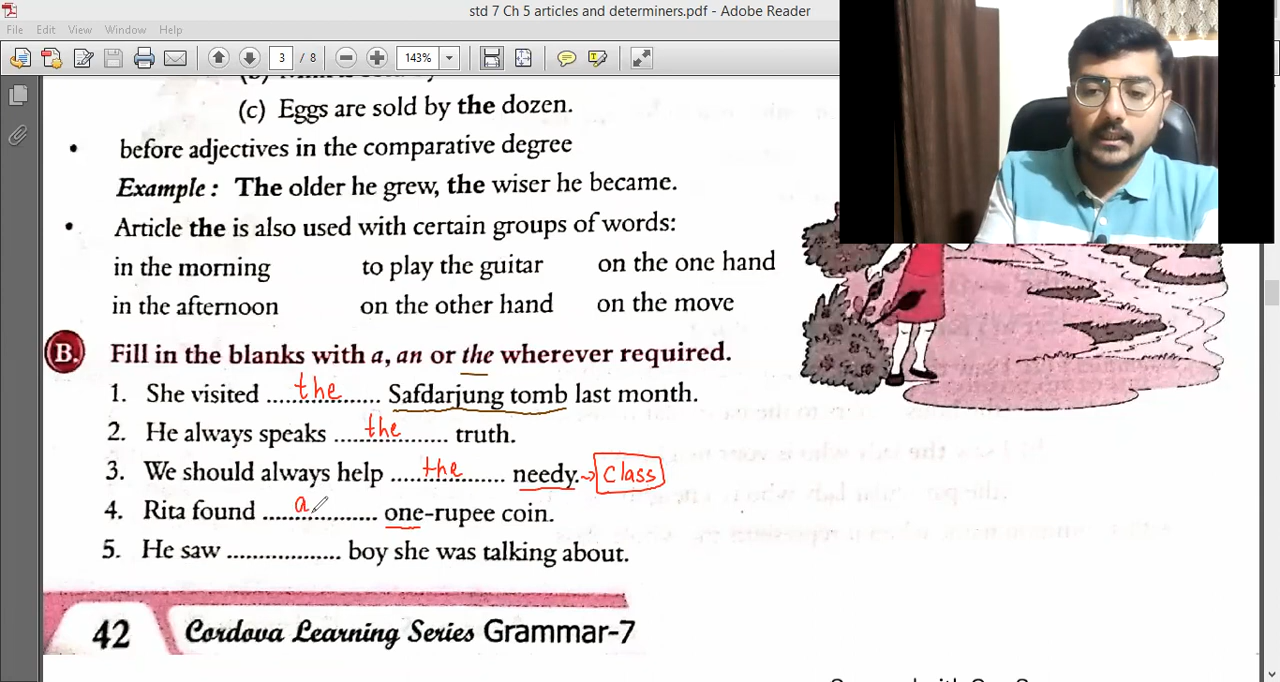 std 7 Ch 5 articles and determiners.pdf - Adobe Reader
File Edit View Window Help
3 / 8 143%
(c) Eggs are sold by the dozen.
• before adjectives in the comparative degree
Example : The older he grew, the wiser he became.
• Article the is also used with certain groups of words:
in the morning to play the guitar on the one hand
in the afternoon on the other hand on the move
B. Fill in the blanks with a, an or the wherever required.
1. She visited ....the.... Safdarjung tomb last month.
2. He always speaks ....the.... truth.
3. We should always help ....the.... needy. → Class
4. Rita found ....a.... one-rupee coin.
5. He saw ................. boy she was talking about.
42 Cordova Learning Series Grammar-7